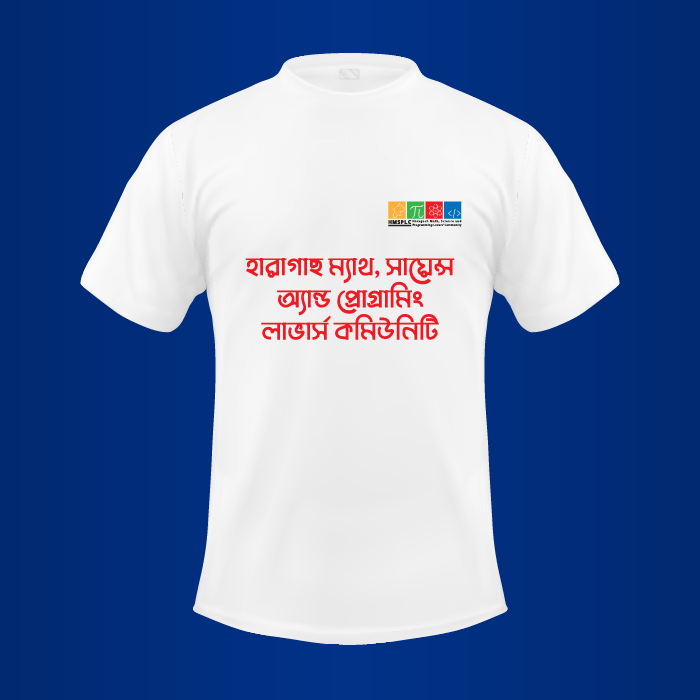 π </>
HMSPLC Haragach Math, Science and
Programming Lovers' Community
হারাগাছ ম্যাথ, সায়েন্স
অ্যান্ড প্রোগ্রামিং
লাভার্স কমিউনিটি